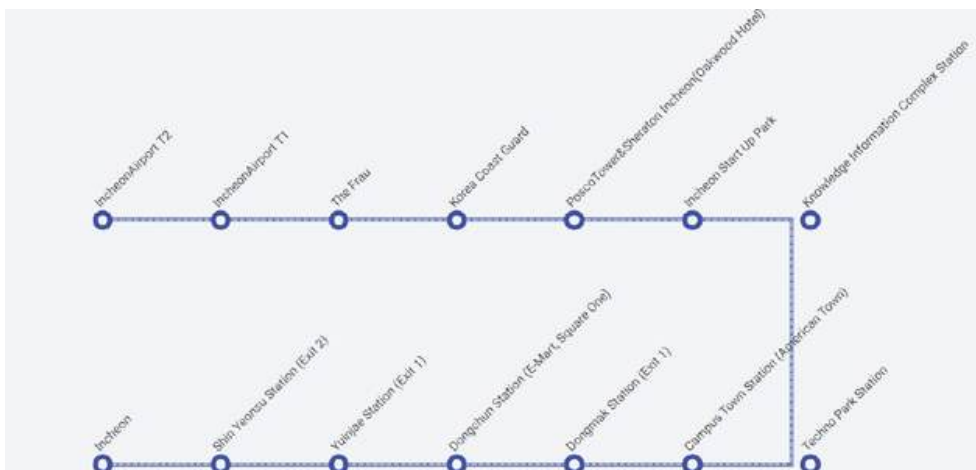 IncheonAirport T2
IncheonAirport T1
The Frau
Korea Coast Guard
PoscoTower&Sheraton Incheon(Oakwood Hotel)
Incheon Start Up Park
Knowledge Information Complex Station
Incheon
Shin Yeonsu Station (Exit 2)
Yuinjae Station (Exit 1)
Dongchun Station (E-Mart, Square One)
Dongmak Station (Exit 1)
Campus Town Station (American Town)
Techno Park Station